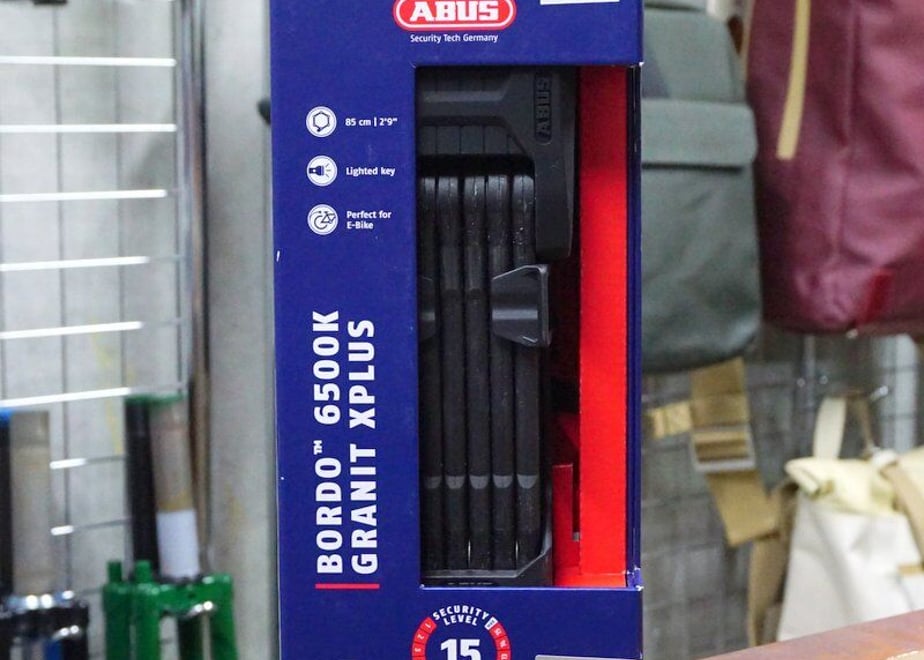 ABUS
Security Tech Germany
ABUS
85 cm | 2'9"
Lighted key
Perfect for
E-Bike
BORDO™ 6500K
GRANIT XPLUS
SECURITY
LEVEL
15